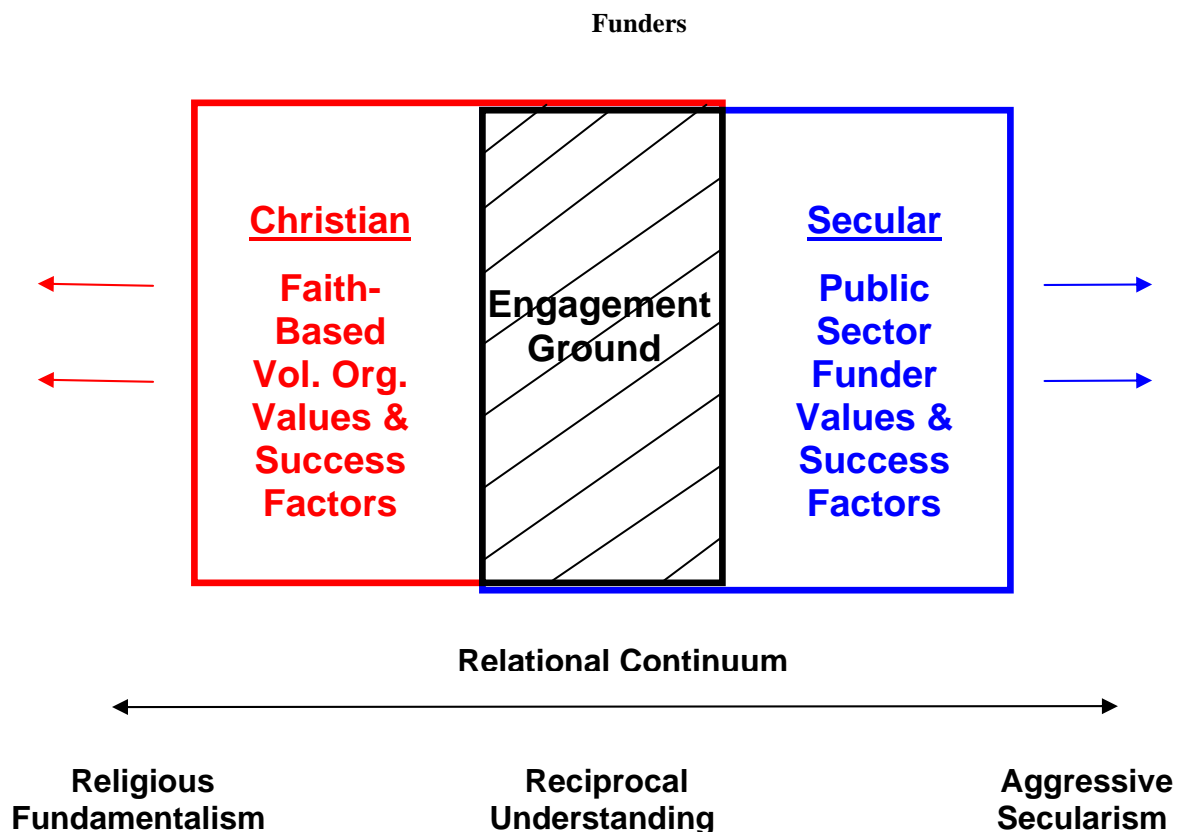 Funders
Christian
Faith-
Based
Vol. Org.
Values &
Success
Factors
Engagement
Ground
Secular
Public
Sector
Funder
Values &
Success
Factors
Relational Continuum
Religious
Fundamentalism
Reciprocal
Understanding
Aggressive
Secularism